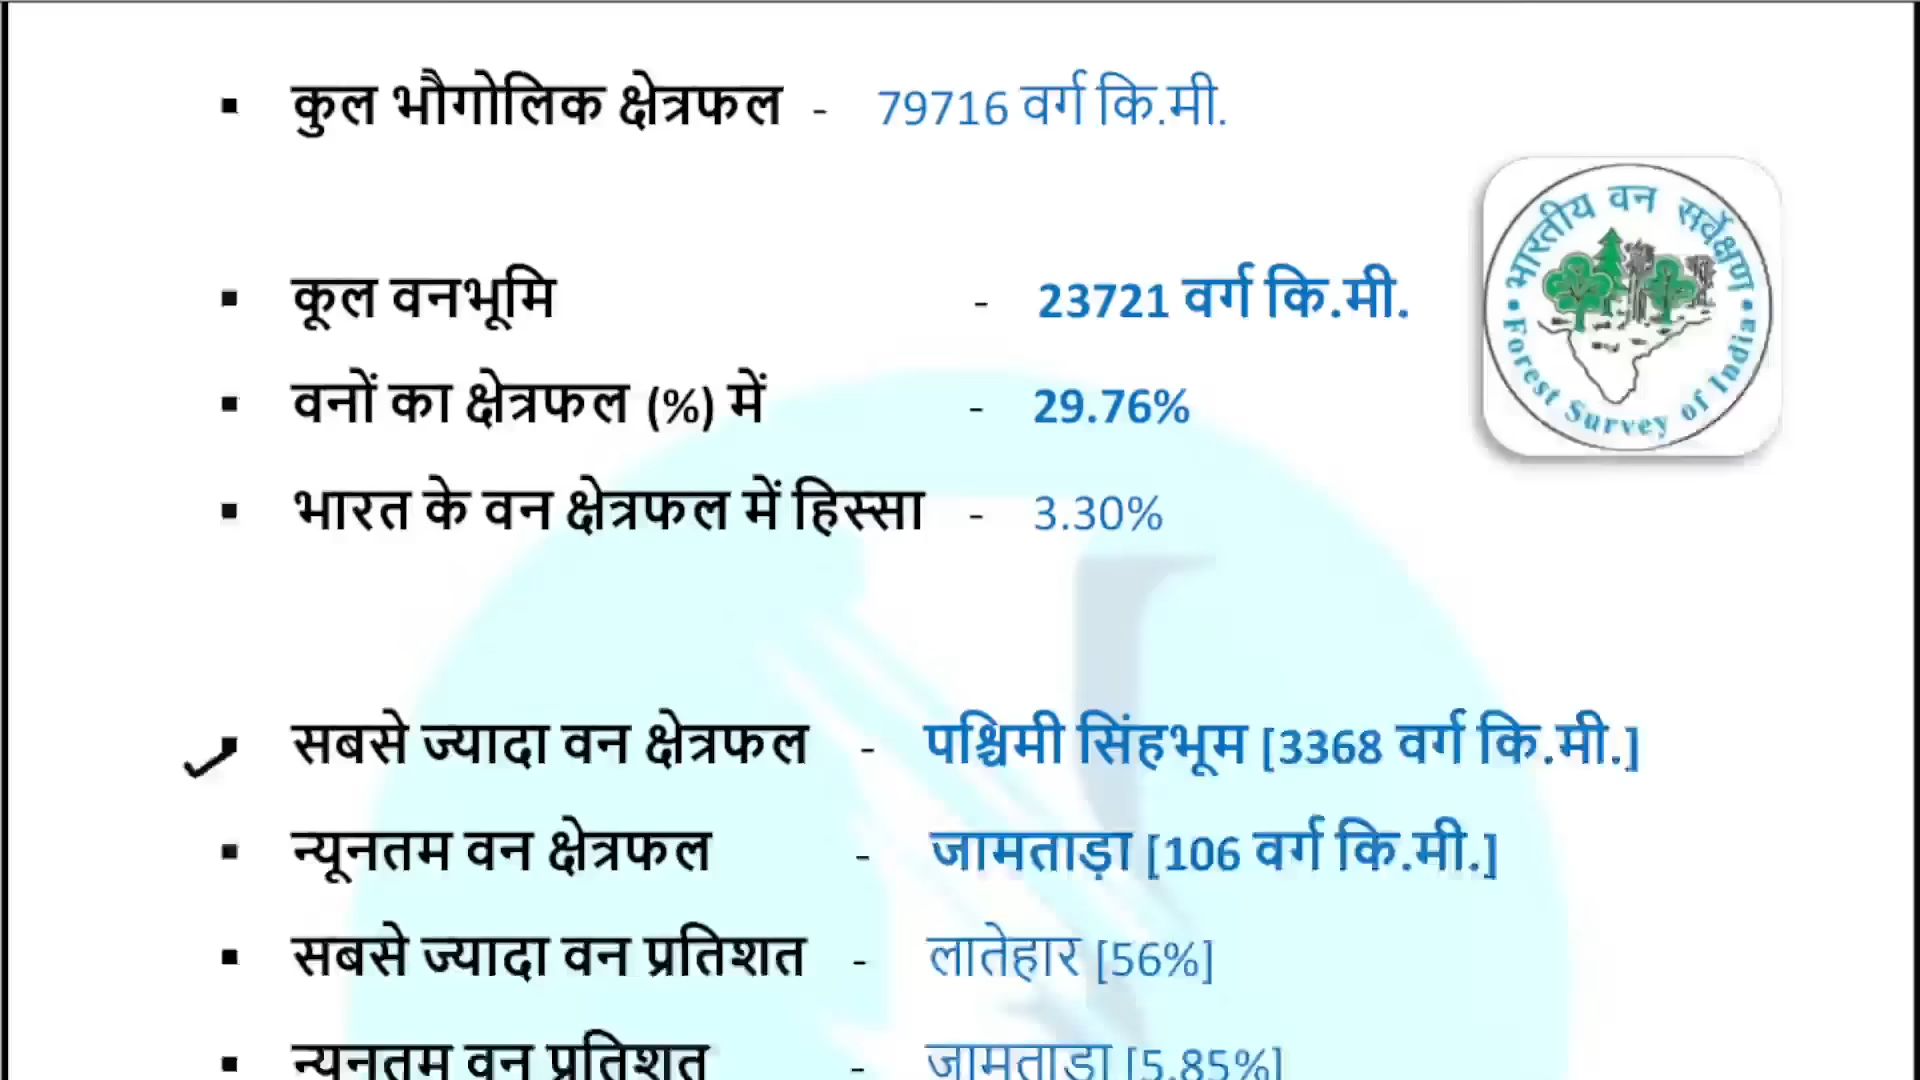 ▪ कुल भौगोलिक क्षेत्रफल - 79716 वर्ग कि.मी.
भारतीय वन सर्वेक्षण
Forest Survey of India
▪ कूल वनभूमि - 23721 वर्ग कि.मी.
▪ वनों का क्षेत्रफल (%) में - 29.76%
▪ भारत के वन क्षेत्रफल में हिस्सा - 3.30%
▪ सबसे ज्यादा वन क्षेत्रफल - पश्चिमी सिंहभूम [3368 वर्ग कि.मी.]
▪ न्यूनतम वन क्षेत्रफल - जामताड़ा [106 वर्ग कि.मी.]
▪ सबसे ज्यादा वन प्रतिशत - लातेहार [56%]
▪ न्यूनतम वन प्रतिशत - जामताड़ा [5.85%]